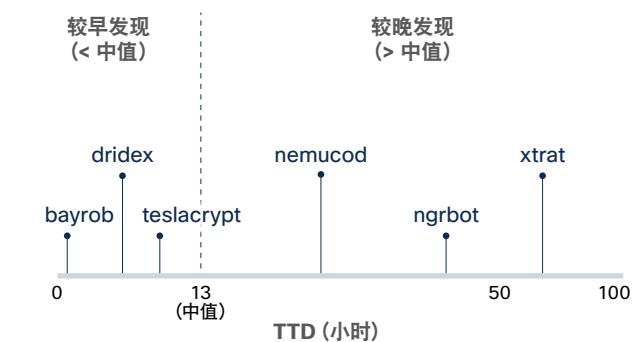 较早发现
（< 中值）
较晚发现
（> 中值）
dridex
nemucod
xtrat
bayrob
teslacrypt
ngrbot
0
13
50
100
（中值）
TTD（小时）